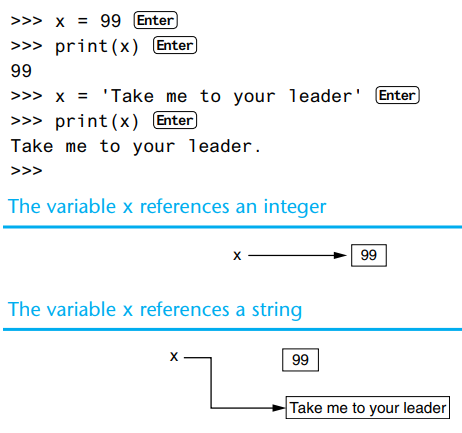 >>> x = 99 Enter
>>> print(x) Enter
99
>>> x = 'Take me to your leader' Enter
>>> print(x) Enter
Take me to your leader.
>>>
The variable x references an integer
x 99
The variable x references a string
x 99
Take me to your leader